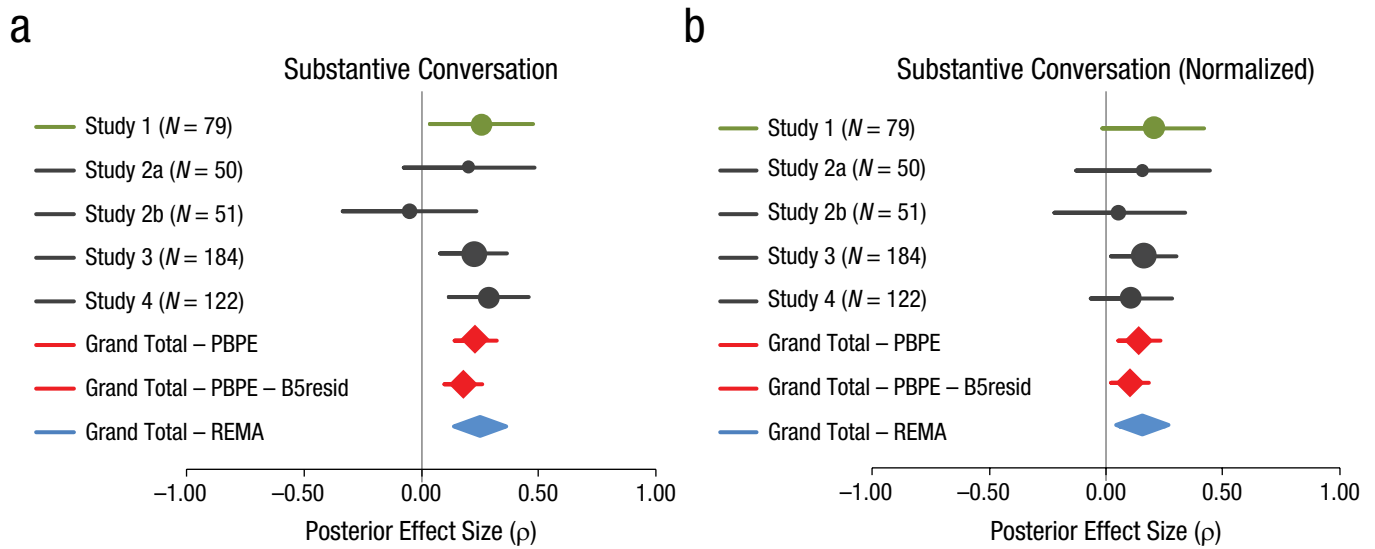 a
Substantive Conversation
Study 1 (N = 79)
Study 2a (N = 50)
Study 2b (N = 51)
Study 3 (N = 184)
Study 4 (N = 122)
Grand Total – PBPE
Grand Total – PBPE – B5resid
Grand Total – REMA
–1.00 –0.50 0.00 0.50 1.00
Posterior Effect Size (ρ)
b
Substantive Conversation (Normalized)
Study 1 (N = 79)
Study 2a (N = 50)
Study 2b (N = 51)
Study 3 (N = 184)
Study 4 (N = 122)
Grand Total – PBPE
Grand Total – PBPE – B5resid
Grand Total – REMA
–1.00 –0.50 0.00 0.50 1.00
Posterior Effect Size (ρ)